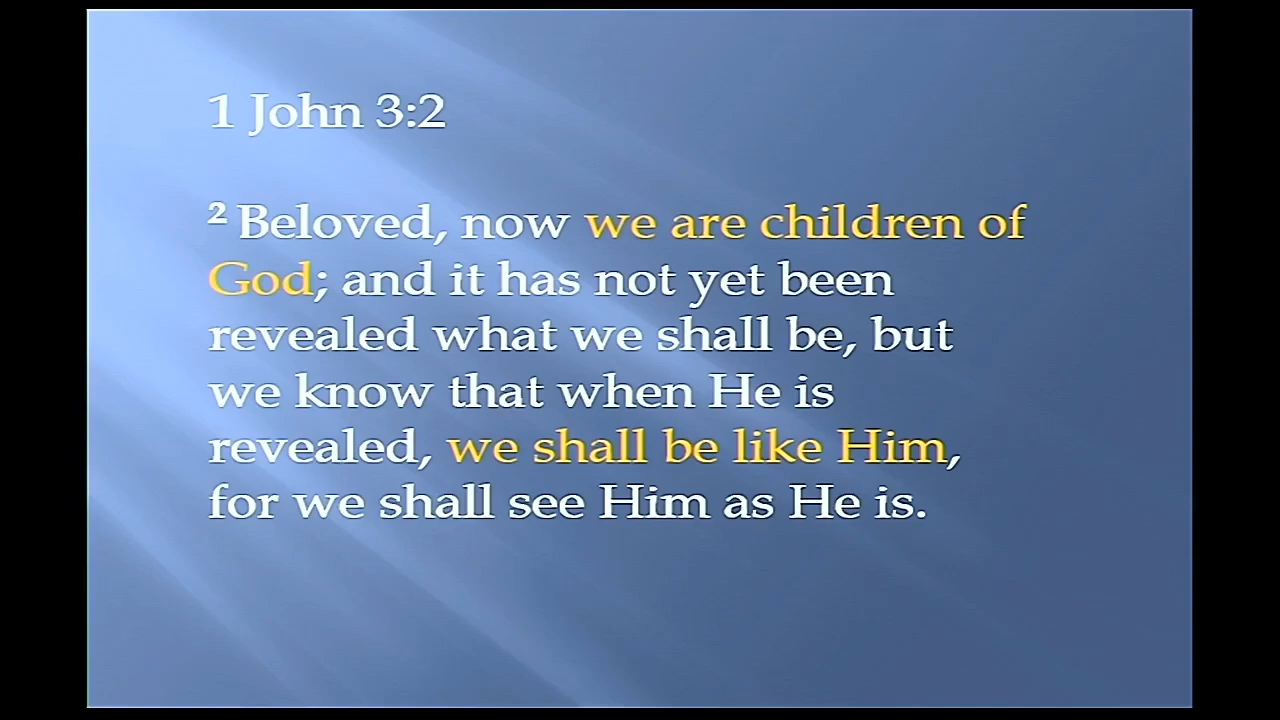 1 John 3:2
² Beloved, now we are children of
God; and it has not yet been
revealed what we shall be, but
we know that when He is
revealed, we shall be like Him,
for we shall see Him as He is.